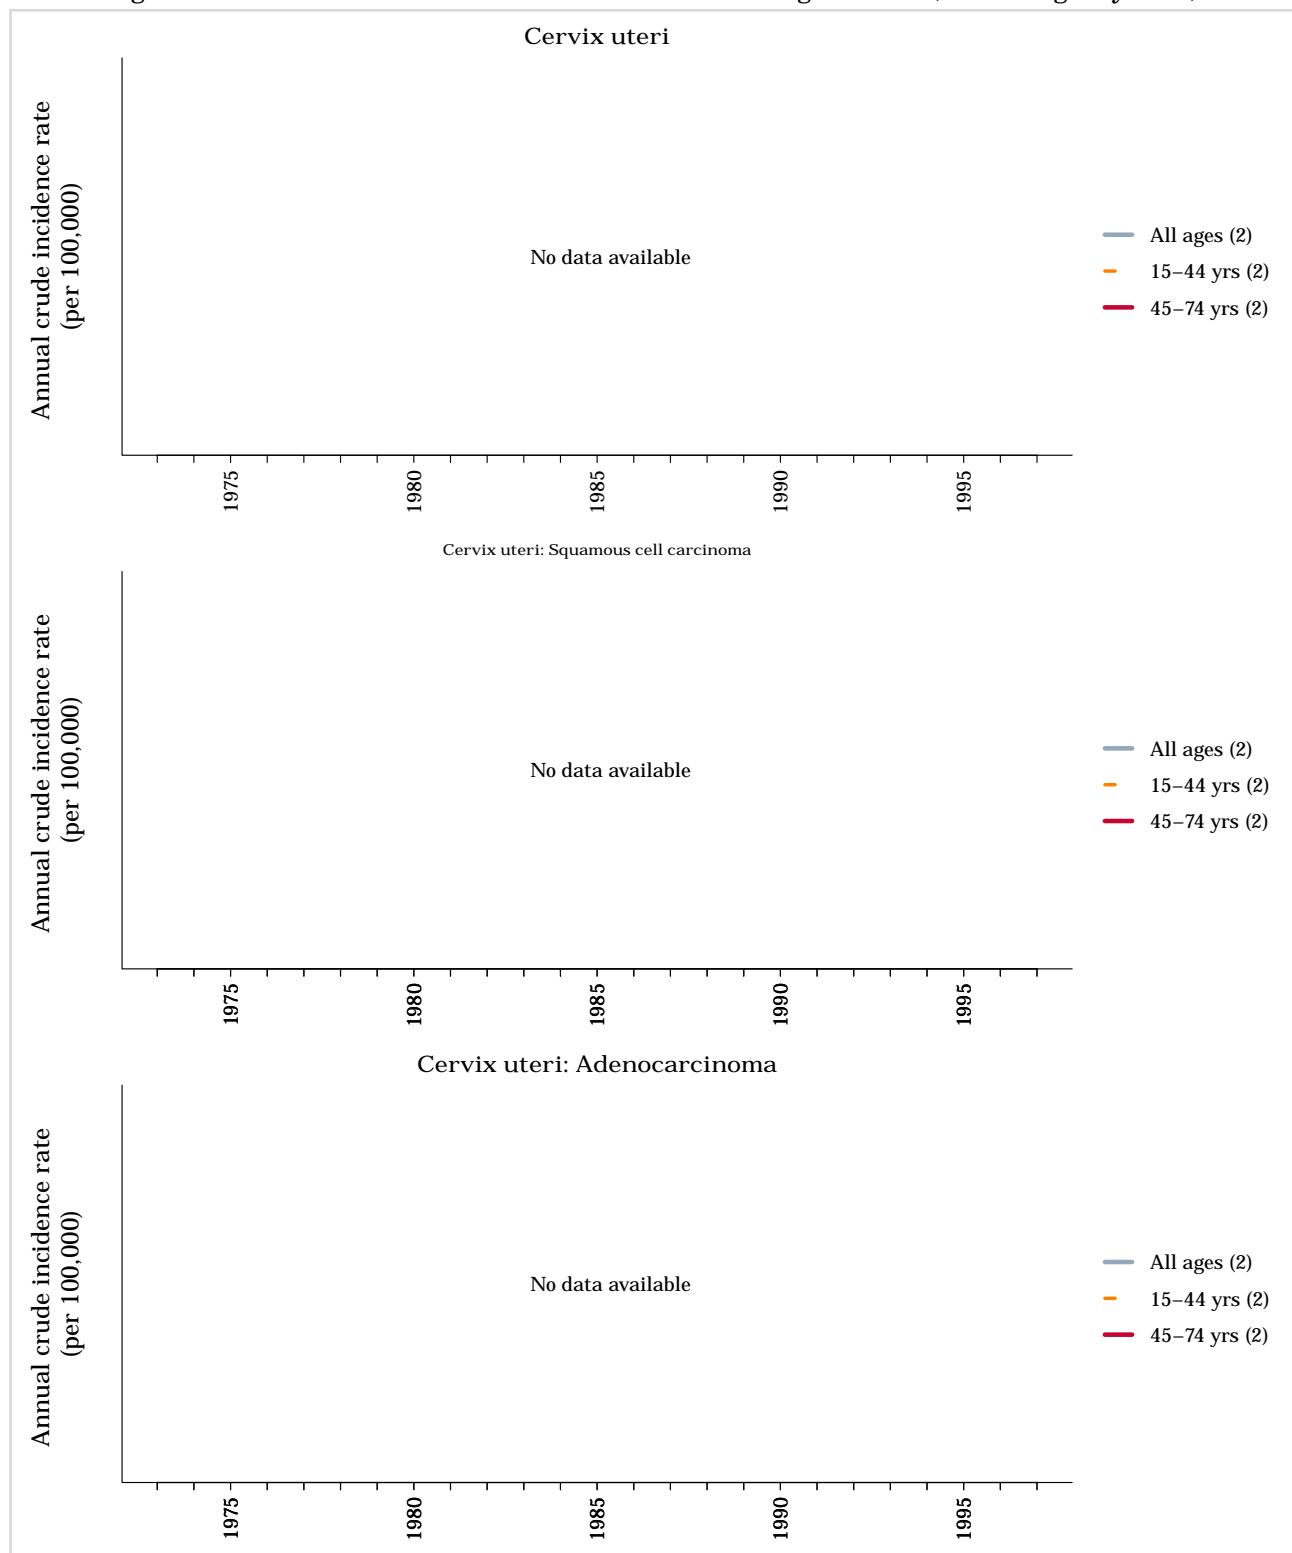 Cervix uteri
Annual crude incidence rate
(per 100,000)
No data available
All ages (2)
15–44 yrs (2)
45–74 yrs (2)
1975
1980
1985
1990
1995
Cervix uteri: Squamous cell carcinoma
Annual crude incidence rate
(per 100,000)
No data available
All ages (2)
15–44 yrs (2)
45–74 yrs (2)
1975
1980
1985
1990
1995
Cervix uteri: Adenocarcinoma
Annual crude incidence rate
(per 100,000)
No data available
All ages (2)
15–44 yrs (2)
45–74 yrs (2)
1975
1980
1985
1990
1995